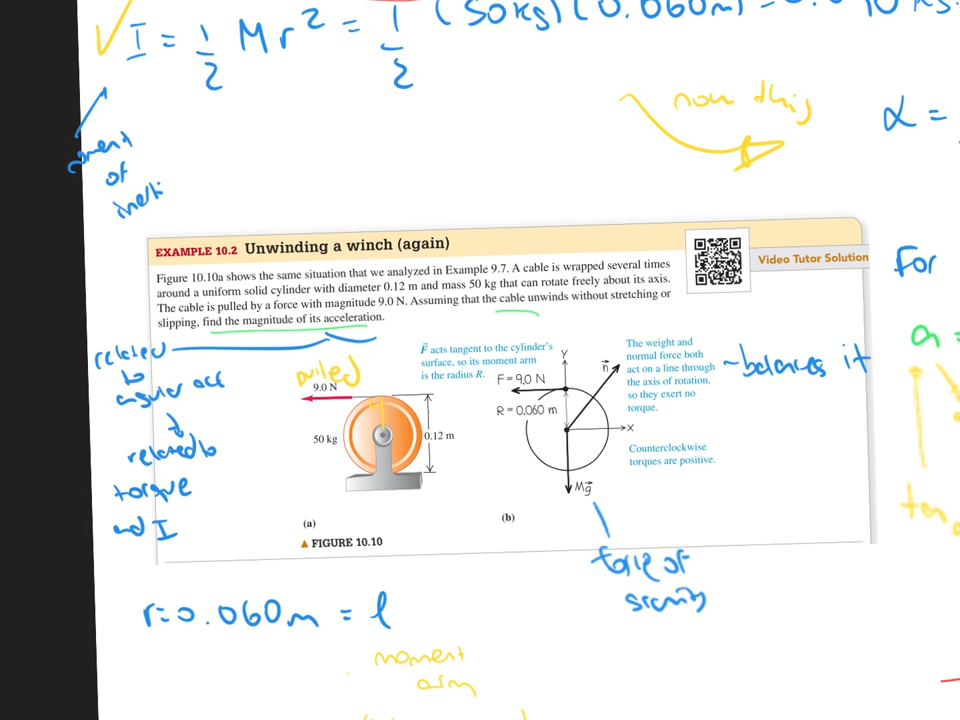 ✓ I = 1/2 Mr² = 1/2 (50kg)(0.060m)
now this
α =
moment
of
EXAMPLE 10.2 Unwinding a winch (again)
Figure 10.10a shows the same situation that we analyzed in Example 9.7. A cable is wrapped several times
around a uniform solid cylinder with diameter 0.12 m and mass 50 kg that can rotate freely about its axis.
The cable is pulled by a force with magnitude 9.0 N. Assuming that the cable unwinds without stretching or
slipping, find the magnitude of its acceleration.
Video Tutor Solution
For
related
to
angular acc
related to
torque
and I
pulled
9.0 N
50 kg
0.12 m
(a)
F⃗ acts tangent to the cylinder's
surface, so its moment arm
is the radius R.
Y
n⃗
F = 9.0 N
R = 0.060 m
X
Mg⃗
(b)
The weight and
normal force both
act on a line through
the axis of rotation,
so they exert no
torque.
Counterclockwise
torques are positive.
~balances it
a =
▲ FIGURE 10.10
force of
gravity
r=0.060m = l
moment
arm